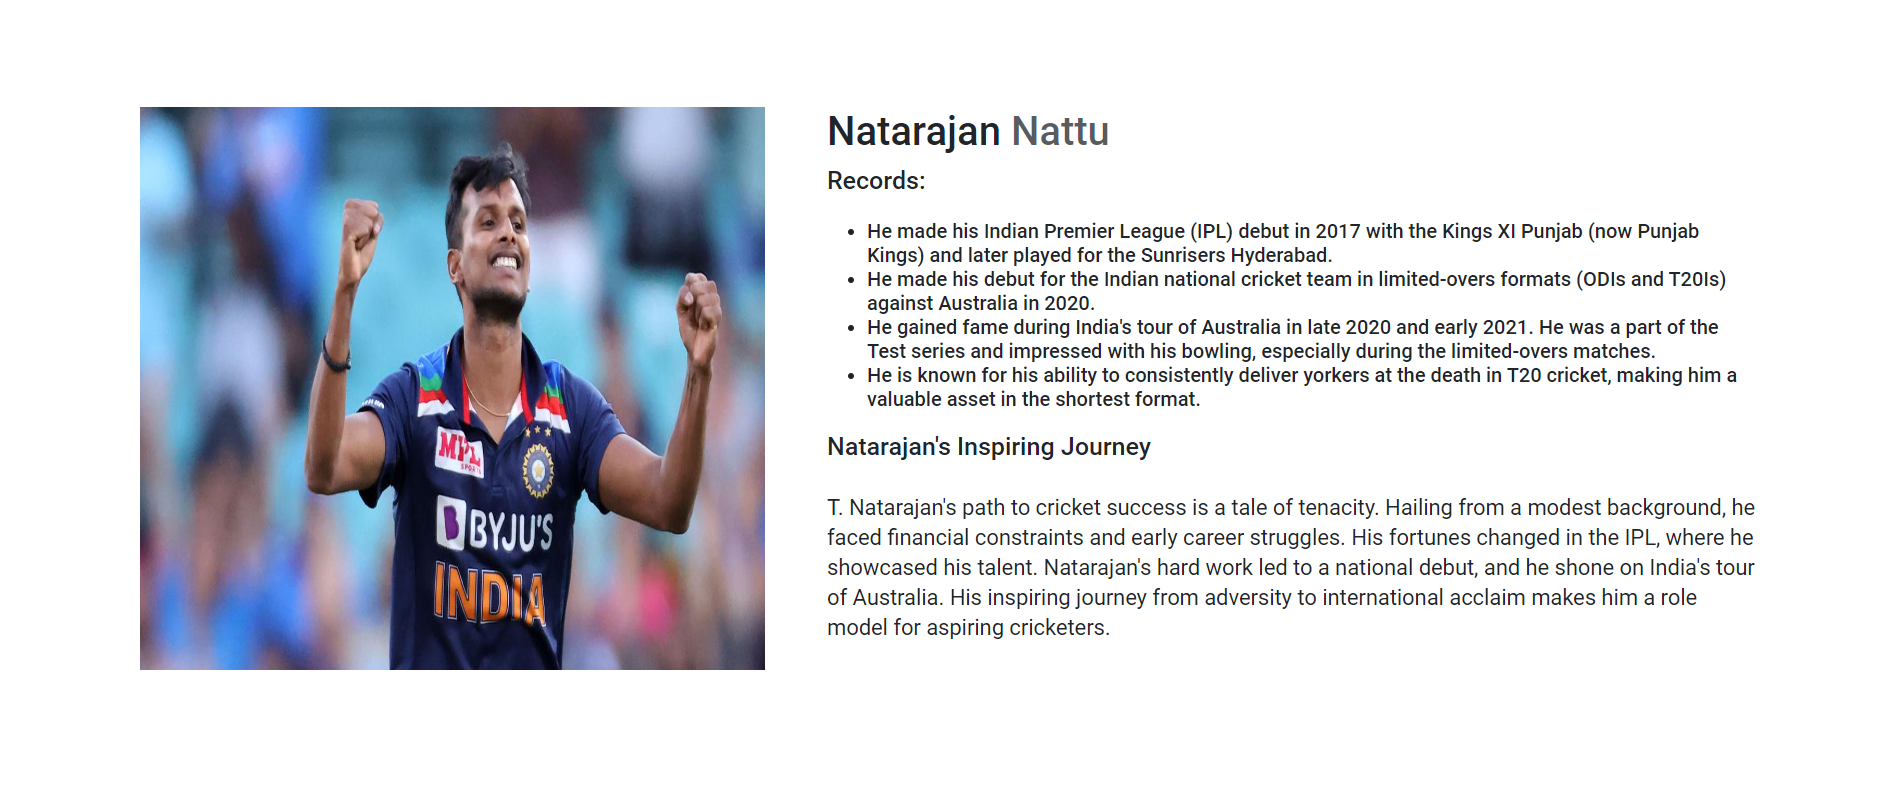 Natarajan Nattu
Records:
He made his Indian Premier League (IPL) debut in 2017 with the Kings XI Punjab (now Punjab
Kings) and later played for the Sunrisers Hyderabad.
He made his debut for the Indian national cricket team in limited-overs formats (ODIs and T20Is)
against Australia in 2020.
He gained fame during India's tour of Australia in late 2020 and early 2021. He was a part of the
Test series and impressed with his bowling, especially during the limited-overs matches.
He is known for his ability to consistently deliver yorkers at the death in T20 cricket, making him a
valuable asset in the shortest format.
Natarajan's Inspiring Journey
T. Natarajan's path to cricket success is a tale of tenacity. Hailing from a modest background, he
faced financial constraints and early career struggles. His fortunes changed in the IPL, where he
showcased his talent. Natarajan's hard work led to a national debut, and he shone on India's tour
of Australia. His inspiring journey from adversity to international acclaim makes him a role
model for aspiring cricketers.
MPL
SPORTS
BYJU'S
INDIA